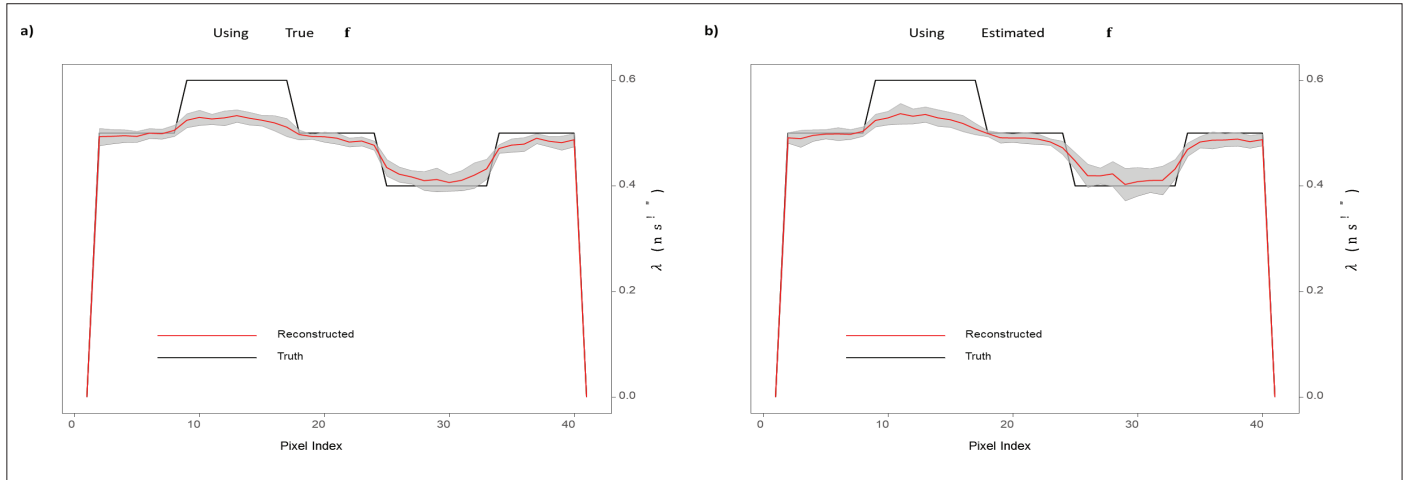 a) Using True f
0.6
0.4
0.2
0.0
λ (ns!")
Reconstructed
Truth
0 10 20 30 40
Pixel Index
b) Using Estimated f
0.6
0.4
0.2
0.0
λ (ns!")
Reconstructed
Truth
0 10 20 30 40
Pixel Index